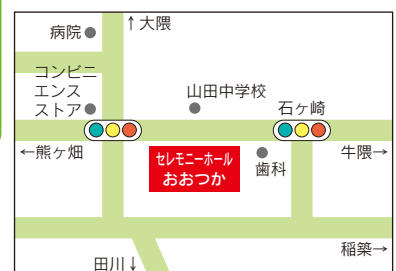 病院
↑大隈
コンビニ
エンス
ストア
山田中学校
石ヶ崎
←熊ヶ畑
セレモニーホール
おおつか
歯科
牛隈→
稲築→
田川↓